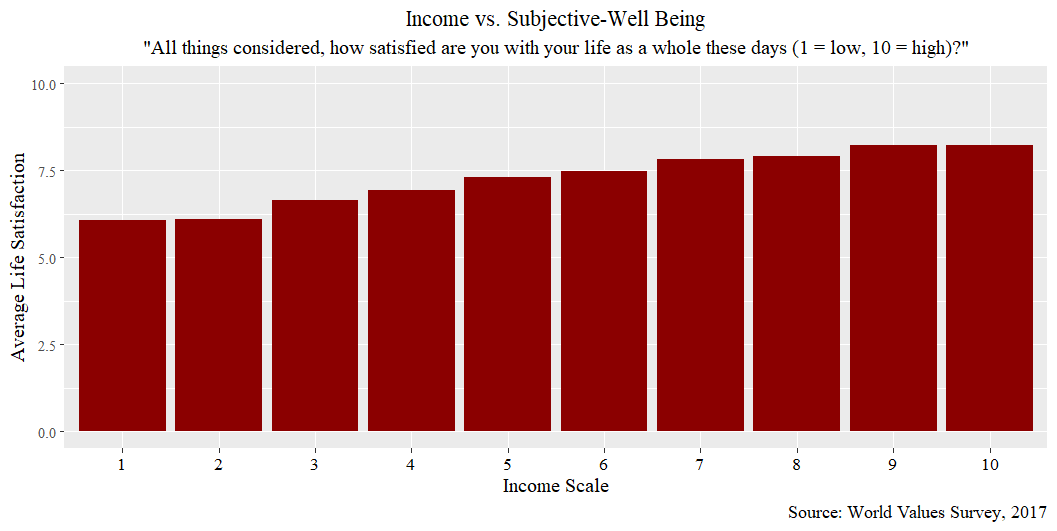 Income vs. Subjective-Well Being
"All things considered, how satisfied are you with your life as a whole these days (1 = low, 10 = high)?"
Average Life Satisfaction
10.0
7.5
5.0
2.5
0.0
1 2 3 4 5 6 7 8 9 10
Income Scale
Source: World Values Survey, 2017